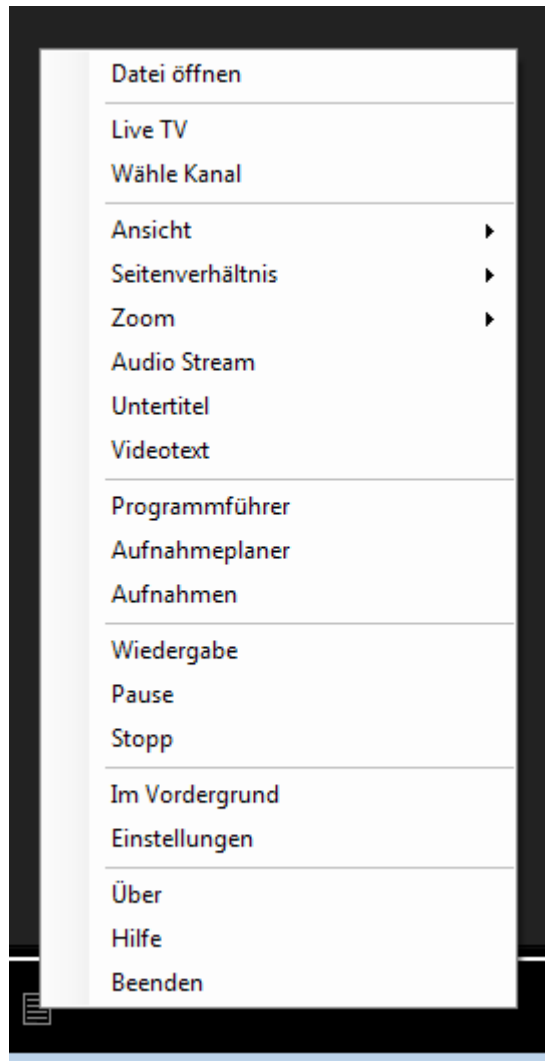 Datei öffnen
Live TV
Wähle Kanal
Ansicht
Seitenverhältnis
Zoom
Audio Stream
Untertitel
Videotext
Programmführer
Aufnahmeplaner
Aufnahmen
Wiedergabe
Pause
Stopp
Im Vordergrund
Einstellungen
Über
Hilfe
Beenden